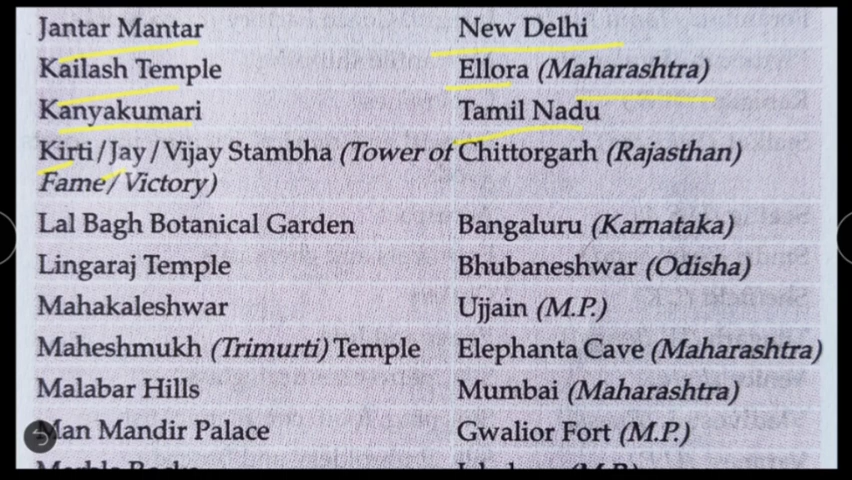 Jantar Mantar New Delhi
Kailash Temple Ellora (Maharashtra)
Kanyakumari Tamil Nadu
Kirti/Jay/Vijay Stambha (Tower of Chittorgarh (Rajasthan)
Fame/Victory)
Lal Bagh Botanical Garden Bangaluru (Karnataka)
Lingaraj Temple Bhubaneshwar (Odisha)
Mahakaleshwar Ujjain (M.P.)
Maheshmukh (Trimurti) Temple Elephanta Cave (Maharashtra)
Malabar Hills Mumbai (Maharashtra)
Man Mandir Palace Gwalior Fort (M.P.)